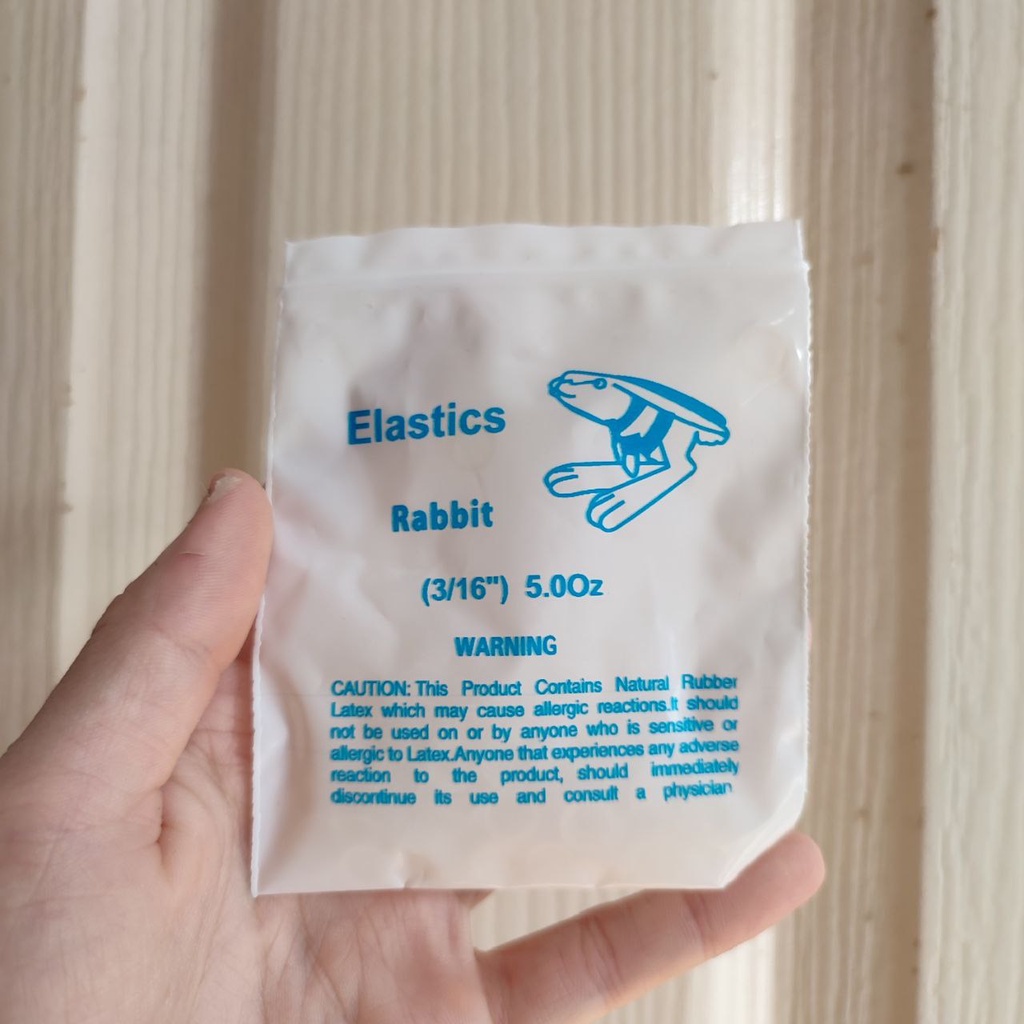 Elastics
Rabbit
(3/16") 5.0Oz
WARNING
CAUTION: This Product Contains Natural Rubber
Latex which may cause allergic reactions.It should
not be used on or by anyone who is sensitive or
allergic to Latex.Anyone that experiences any adverse
reaction to the product, should immediately
discontinue its use and consult a physician.